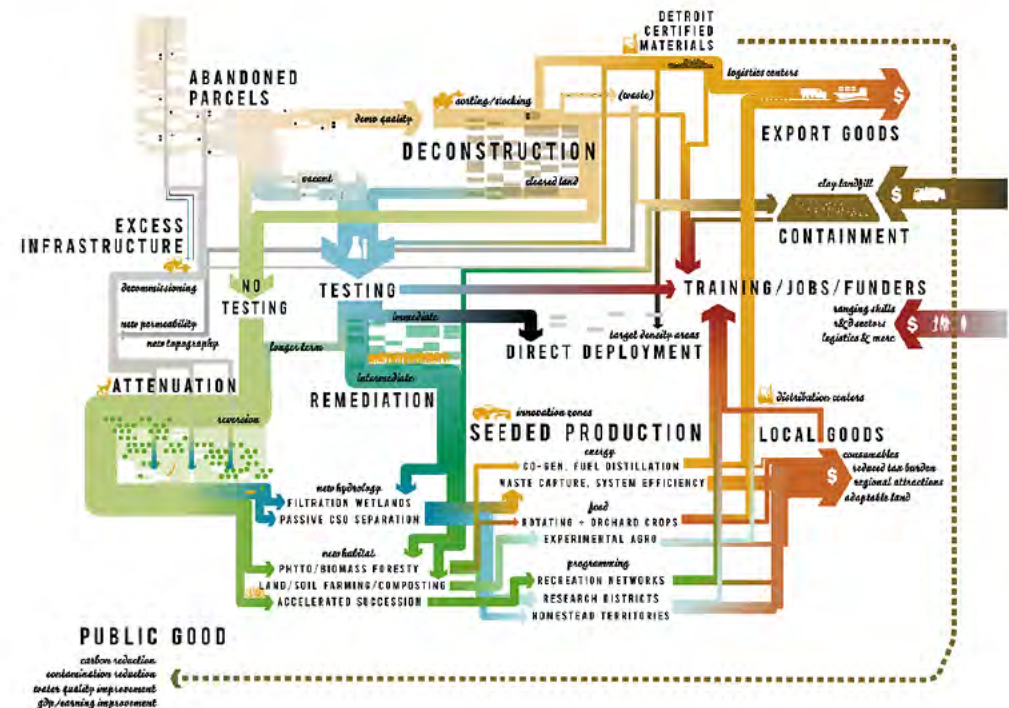 DETROIT
CERTIFIED
MATERIALS
logistics centers
ABANDONED
PARCELS
sorting/stocking
(waste)
demo quality
EXPORT GOODS
DECONSTRUCTION
vacant
cleared land
clay landfill
CONTAINMENT
EXCESS
INFRASTRUCTURE
decommissioning
NO
TESTING
TESTING
TRAINING/JOBS/FUNDERS
ranging skills
r&d sectors
logistics & more
new permeability
new topography
immediate
target density areas
longer term
DIRECT DEPLOYMENT
ATTENUATION
intermediate
REMEDIATION
reversion
distribution centers
innovation zones
SEEDED PRODUCTION
LOCAL GOODS
energy
CO-GEN. FUEL DISTILLATION
WASTE CAPTURE, SYSTEM EFFICIENCY
consumables
reduced tax burden
regional attractions
adaptable land
new hydrology
FILTRATION WETLANDS
PASSIVE CSO SEPARATION
food
ROTATING + ORCHARD CROPS
EXPERIMENTAL AGRO
new habitat
PHYTO/BIOMASS FORESTY
LAND/SOIL FARMING/COMPOSTING
ACCELERATED SUCCESSION
programming
RECREATION NETWORKS
RESEARCH DISTRICTS
HOMESTEAD TERRITORIES
PUBLIC GOOD
carbon reduction
contamination reduction
water quality improvement
gdp/earning improvement
$
$
$
$